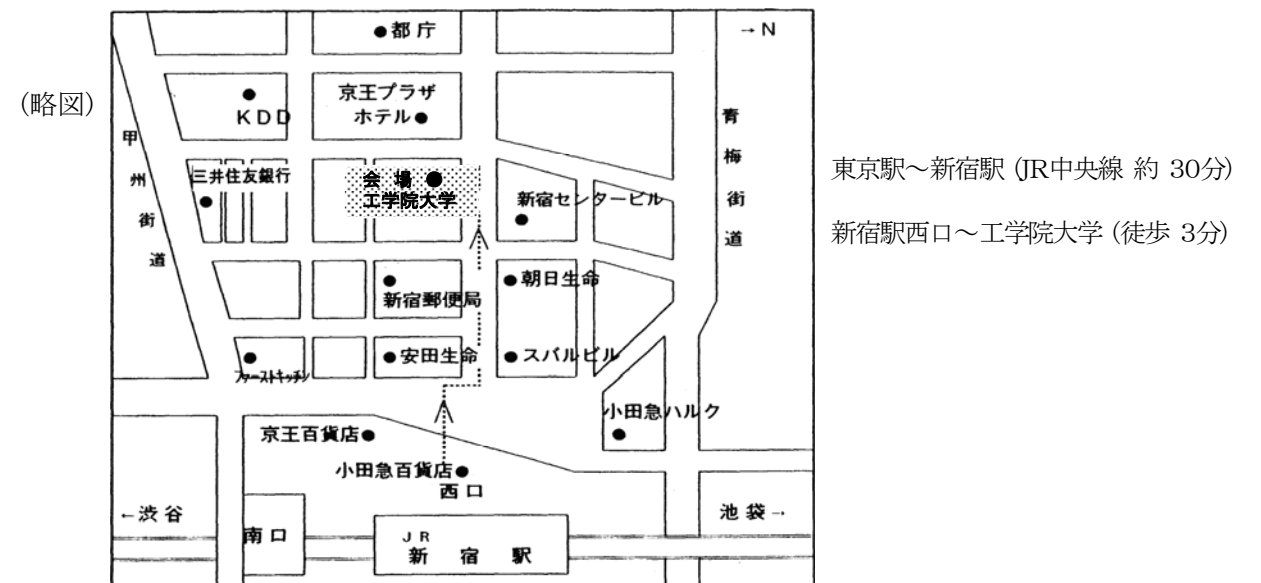 (略図)
●都庁
→N
京王プラザ
ホテル●
KDD
青梅街道
甲州街道
三井住友銀行
会場 ●
工学院大学
新宿センタービル
東京駅～新宿駅 (JR中央線 約 30分)
新宿駅西口～工学院大学 (徒歩 3分)
新宿郵便局
●朝日生命
●安田生命
●スバルビル
ファーストキッチン
小田急ハルク
京王百貨店●
小田急百貨店●
西口
←渋谷
池袋→
南口
JR
新宿駅